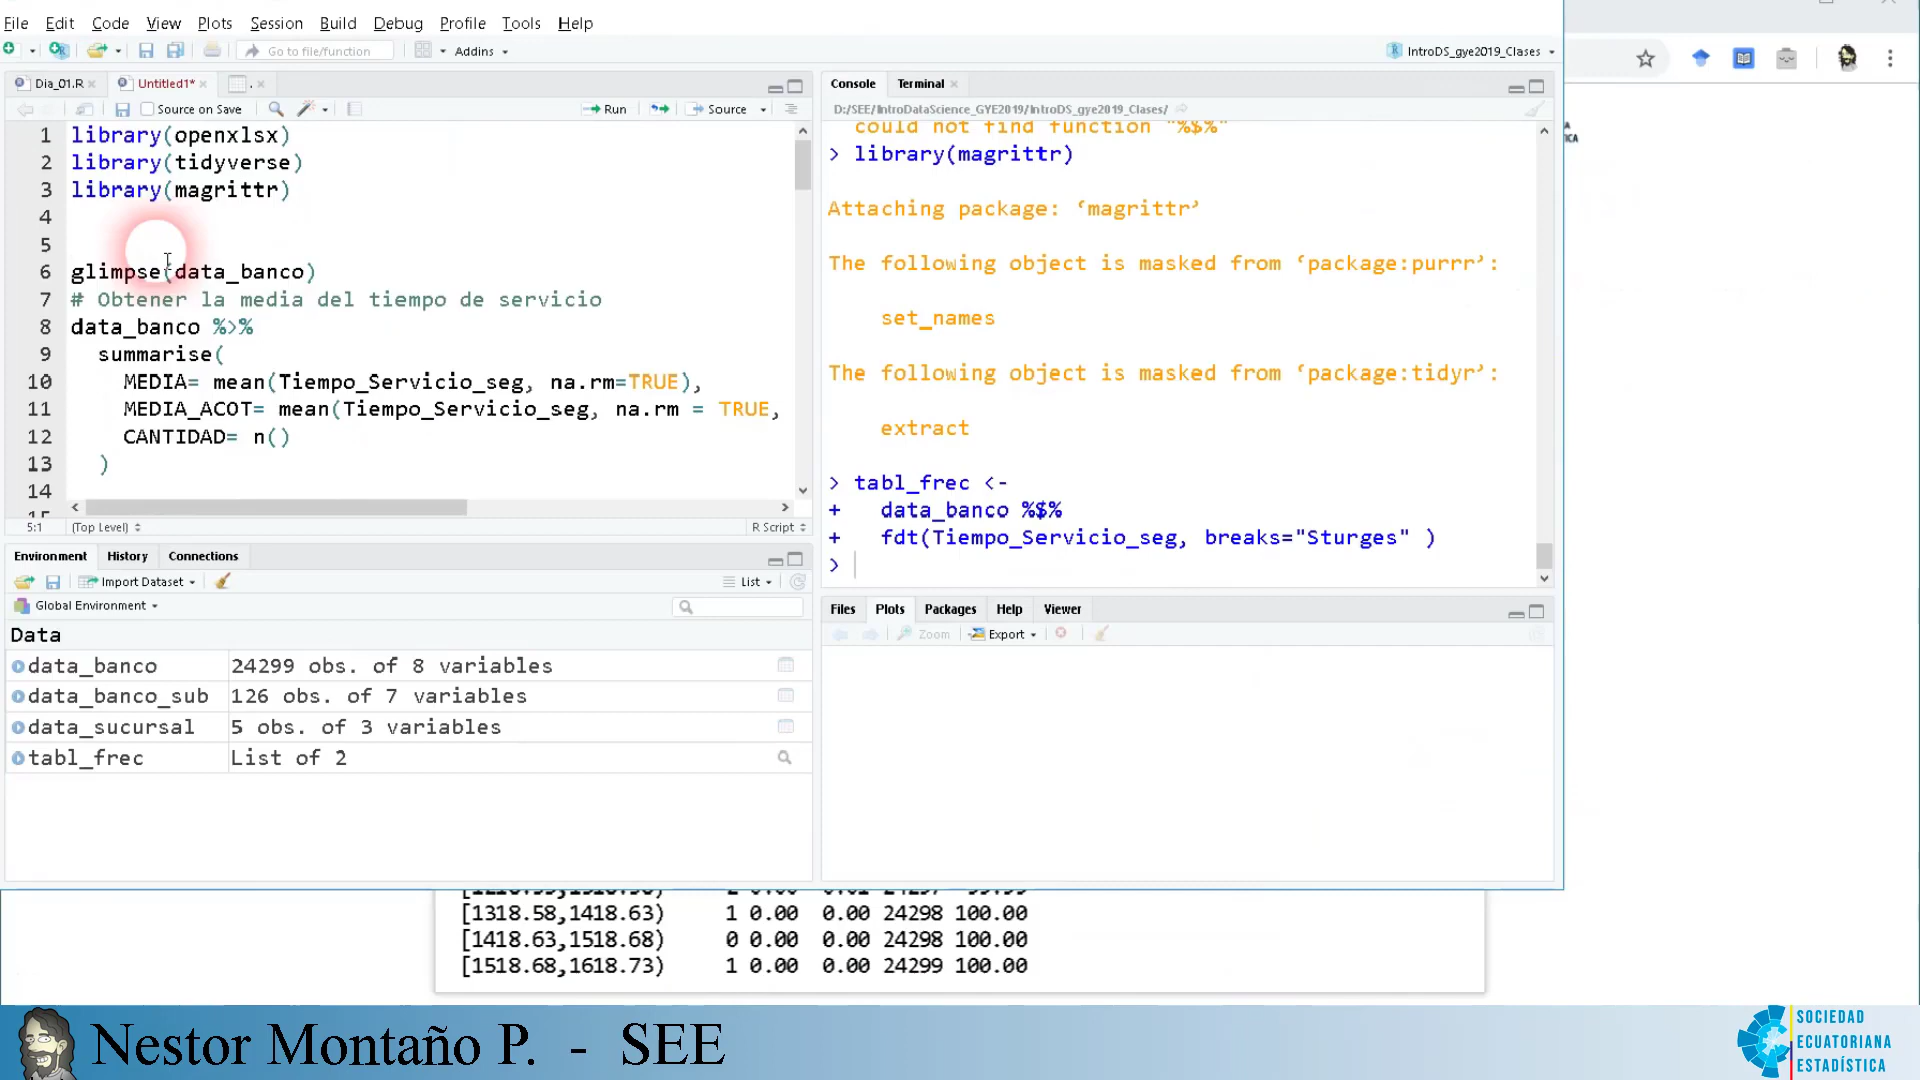 File Edit Code View Plots Session Build Debug Profile Tools Help
Go to file/function Addins IntroDS_gye2019_Clases
Dia_01.R Untitled1* .
Source on Save Run Source
1 library(openxlsx)
2 library(tidyverse)
3 library(magrittr)
4
5
6 glimpse(data_banco)
7 # Obtener la media del tiempo de servicio
8 data_banco %>%
9 summarise(
10 MEDIA= mean(Tiempo_Servicio_seg, na.rm=TRUE),
11 MEDIA_ACOT= mean(Tiempo_Servicio_seg, na.rm = TRUE,
12 CANTIDAD= n()
13 )
14
5:1 (Top Level) R Script
Environment History Connections
Import Dataset List
Global Environment
Data
data_banco 24299 obs. of 8 variables
data_banco_sub 126 obs. of 7 variables
data_sucursal 5 obs. of 3 variables
tabl_frec List of 2
Console Terminal
D:/SEE/IntroDataScience_GYE2019/IntroDS_gye2019_Clases/
could not find function "%$%"
> library(magrittr)
Attaching package: ‘magrittr’
The following object is masked from ‘package:purrr’:
set_names
The following object is masked from ‘package:tidyr’:
extract
> tabl_frec <-
+ data_banco %$%
+ fdt(Tiempo_Servicio_seg, breaks="Sturges" )
>
Files Plots Packages Help Viewer
Zoom Export
[1318.58,1418.63) 1 0.00 0.00 24298 100.00
[1418.63,1518.68) 0 0.00 0.00 24298 100.00
[1518.68,1618.73) 1 0.00 0.00 24299 100.00
Nestor Montaño P. - SEE
SOCIEDAD
ECUATORIANA
ESTADÍSTICA